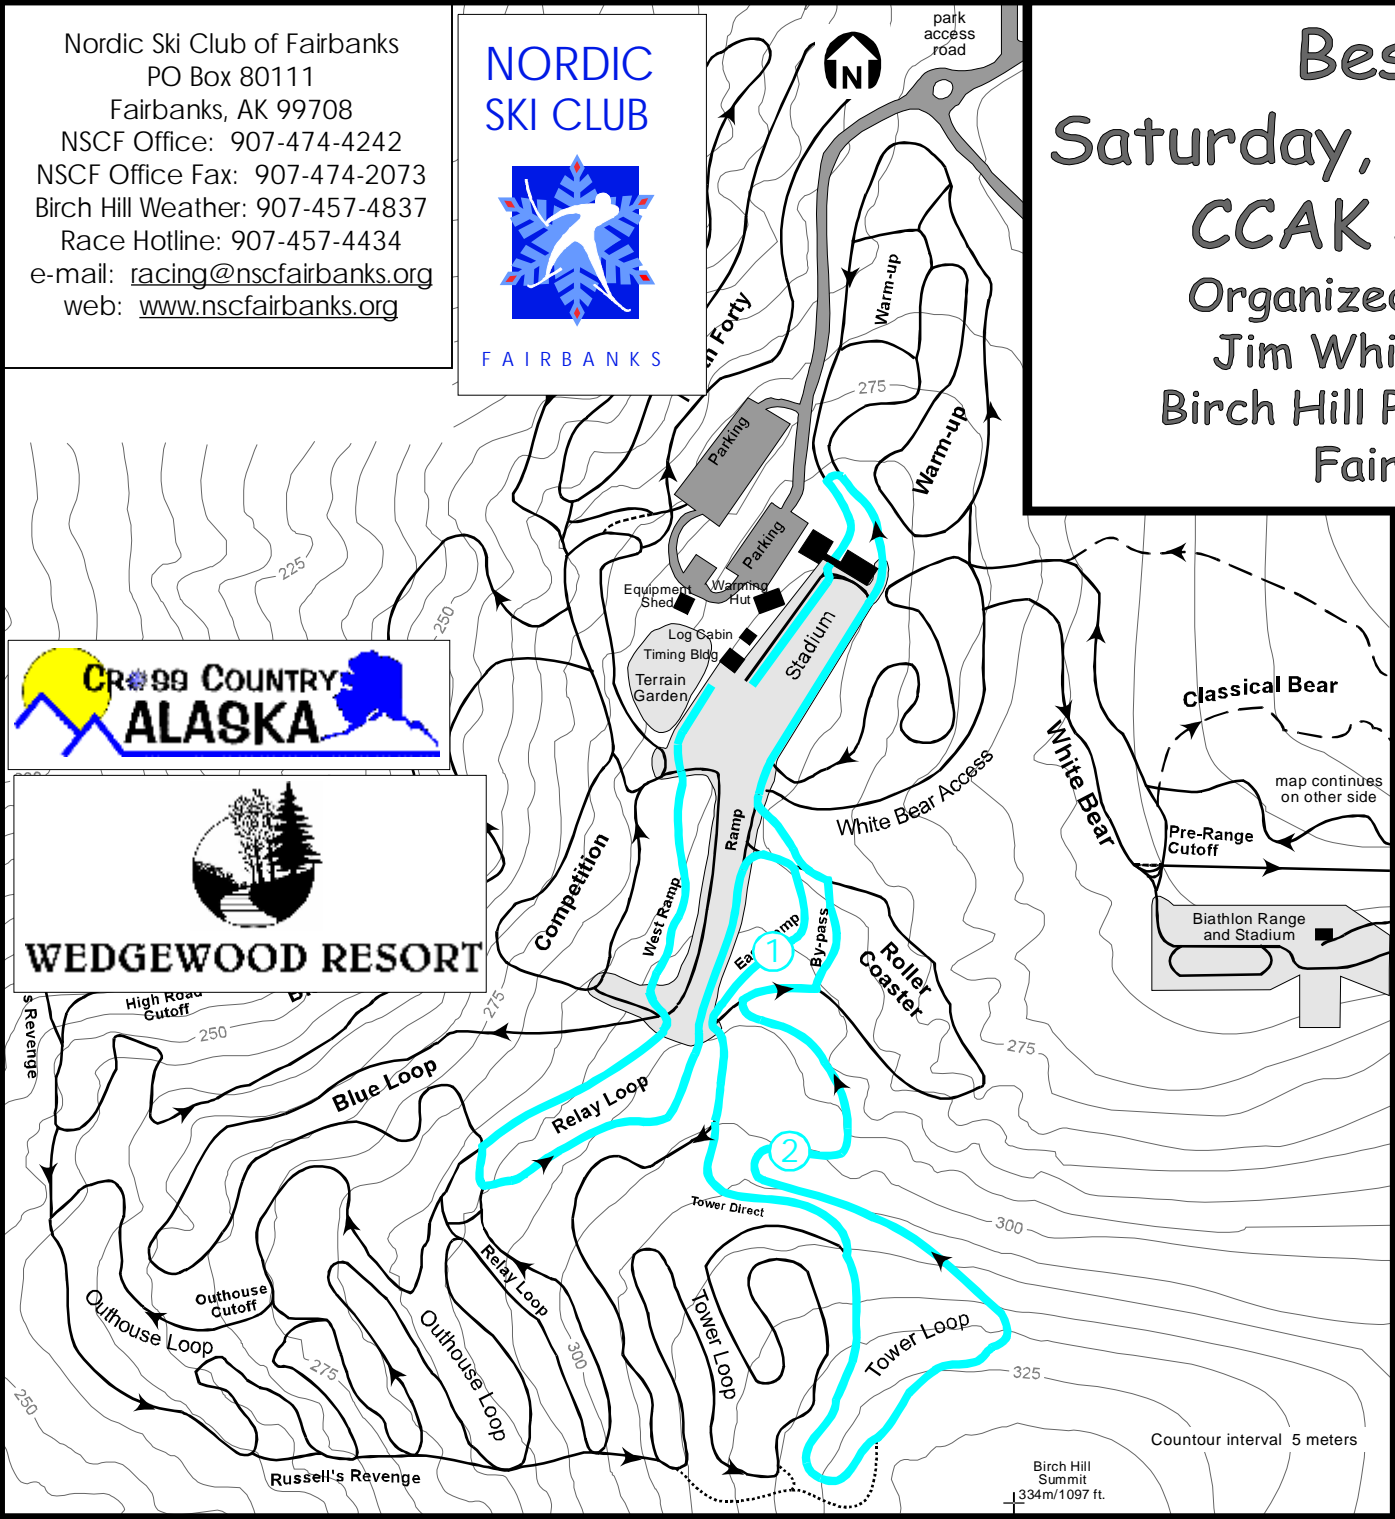 Nordic Ski Club of Fairbanks
PO Box 80111
Fairbanks, AK 99708
NSCF Office: 907-474-4242
NSCF Office Fax: 907-474-2073
Birch Hill Weather: 907-457-4837
Race Hotline: 907-457-4434
e-mail: racing@nscfairbanks.org
web: www.nscfairbanks.org
NORDIC
SKI CLUB
FAIRBANKS
park
access
road
N
Saturday,
CCAK
Jim
Birch Hill
Forty
Warm-up
275
Warm-up
Parking
Parking
Equipment
Shed
Warming
Hut
Log Cabin
Timing Bldg
Terrain
Garden
Stadium
225
250
CROSS COUNTRY
ALASKA
WEDGEWOOD RESORT
Classical Bear
White Bear
White Bear Access
map continues
on other side
Pre-Range
Cutoff
Biathlon Range
and Stadium
Ramp
Competition
West Ramp
1
By-pass
Roller
Coaster
High Road
Cutoff
s Revenge
250
275
275
Blue Loop
Relay Loop
2
Tower Direct
300
Relay Loop
Outhouse
Cutoff
Outhouse Loop
Outhouse Loop
Tower Loop
Tower Loop
275
300
325
250
Russell's Revenge
Countour interval 5 meters
Birch Hill
Summit
334m/1097 ft.